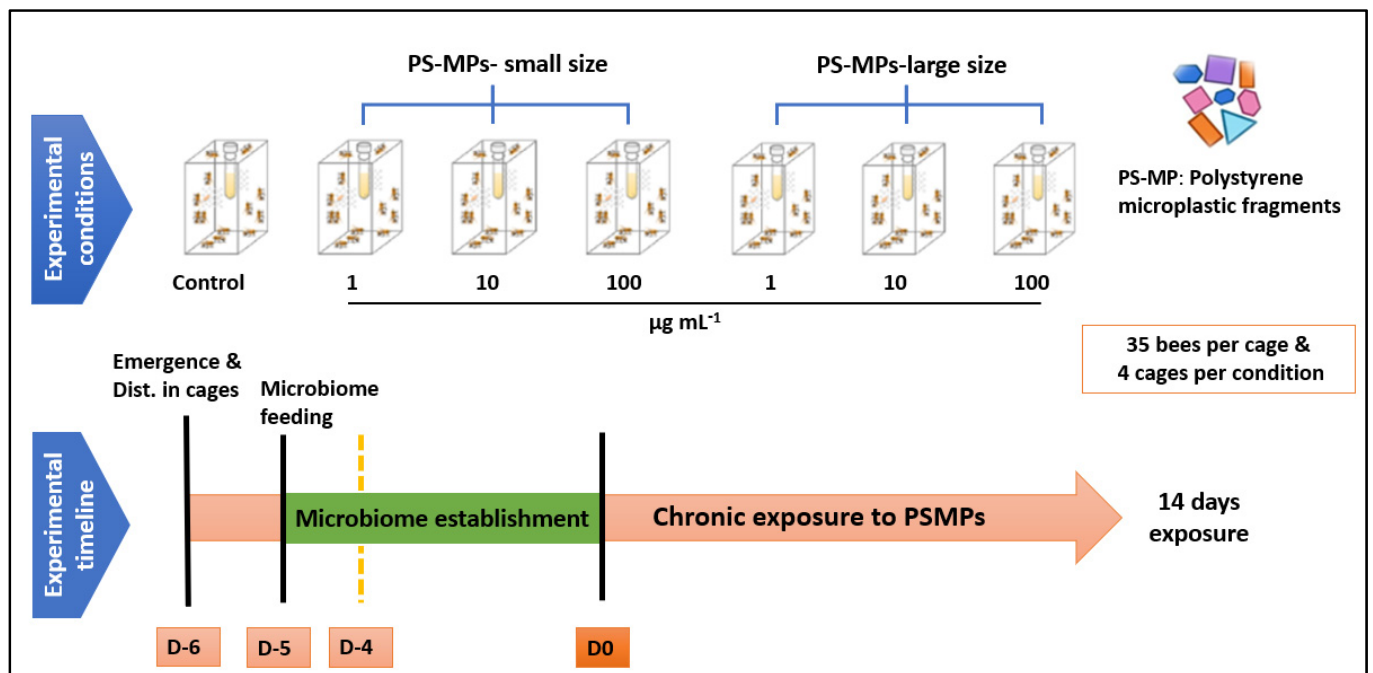 Experimental
conditions
PS-MPs- small size
PS-MPs-large size
PS-MP: Polystyrene
microplastic fragments
Control
1
10
100
1
10
100
µg mL-1
35 bees per cage &
4 cages per condition
Experimental
timeline
Emergence &
Dist. in cages
Microbiome
feeding
Microbiome establishment
Chronic exposure to PSMPs
14 days
exposure
D-6
D-5
D-4
D0